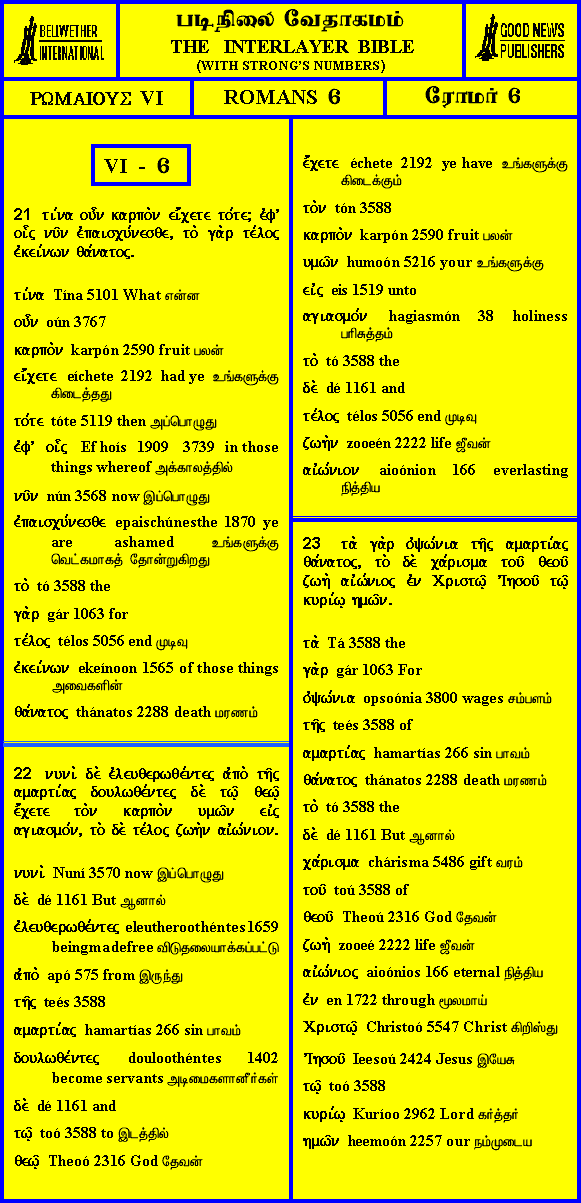 BELLWETHER
INTERNATIONAL
படிநிலை வேதாகமம்
THE INTERLAYER BIBLE
(WITH STRONG'S NUMBERS)
GOOD NEWS
PUBLISHERS
ΡΩΜΑΙΟΥΣ VI
ROMANS 6
ரோமர் 6
VI - 6
21 τίνα οὖν καρπὸν εἴχετε τότε; ἐφ'
οἷς νῦν ἐπαισχύνεσθε, τὸ γὰρ τέλος
ἐκείνων θάνατος.
τίνα Tína 5101 What என்ன
οὖν oún 3767
καρπὸν karpón 2590 fruit பலன்
εἴχετε eíchete 2192 had ye உங்களுக்கு
கிடைத்தது
τότε tóte 5119 then அப்பொழுது
ἐφ' οἷς Ef hoís 1909 3739 in those
things whereof அக்காலத்தில்
νῦν nún 3568 now இப்பொழுது
ἐπαισχύνεσθε epaischúnesthe 1870 ye
are ashamed உங்களுக்கு
வெட்கமாகத் தோன்றுகிறது
τὸ tó 3588 the
γὰρ gár 1063 for
τέλος télos 5056 end முடிவு
ἐκείνων ekeínoon 1565 of those things
அவைகளின்
θάνατος thánatos 2288 death மரணம்
22 νυνὶ δὲ ἐλευθερωθέντες ἀπὸ τῆς
αμαρτίας δουλωθέντες δὲ τῷ θεῷ
ἔχετε τὸν καρπὸν υμῶν εἰς
αγιασμόν, τὸ δὲ τέλος ζωὴν αἰώνιον.
νυνὶ Nuní 3570 now இப்பொழுது
δὲ dé 1161 But ஆனால்
ἐλευθερωθέντες eleutheroothéntes 1659
beingmadefree விடுதலையாக்கப்பட்டு
ἀπὸ apó 575 from இருந்து
τῆς teés 3588
αμαρτίας hamartías 266 sin பாவம்
δουλωθέντες douloothéntes 1402
become servants அடிமைகளானீர்கள்
δὲ dé 1161 and
τῷ toó 3588 to இடத்தில்
θεῷ Theoó 2316 God தேவன்
ἔχετε échete 2192 ye have உங்களுக்கு
கிடைக்கும்
τὸν tón 3588
καρπὸν karpón 2590 fruit பலன்
υμῶν humoón 5216 your உங்களுக்கு
εἰς eis 1519 unto
αγιασμόν hagiasmón 38 holiness
பரிசுத்தம்
τὸ tó 3588 the
δὲ dé 1161 and
τέλος télos 5056 end முடிவு
ζωὴν zooeén 2222 life ஜீவன்
αἰώνιον aioónion 166 everlasting
நித்திய
23 τὰ γὰρ ὀψώνια τῆς αμαρτίας
θάνατος, τὸ δὲ χάρισμα τοῦ θεοῦ
ζωὴ αἰώνιος ἐν Χριστῷ Ἰησοῦ τῷ
κυρίῳ ημῶν.
τὰ Tá 3588 the
γὰρ gár 1063 For
ὀψώνια opsoónia 3800 wages சம்பளம்
τῆς teés 3588 of
αμαρτίας hamartías 266 sin பாவம்
θάνατος thánatos 2288 death மரணம்
τὸ tó 3588 the
δὲ dé 1161 But ஆனால்
χάρισμα chárisma 5486 gift வரம்
τοῦ toú 3588 of
θεοῦ Theoú 2316 God தேவன்
ζωὴ zooeé 2222 life ஜீவன்
αἰώνιος aioónios 166 eternal நித்திய
ἐν en 1722 through மூலமாய்
Χριστῷ Christoó 5547 Christ கிறிஸ்து
Ἰησοῦ Ieesoú 2424 Jesus இயேசு
τῷ toó 3588
κυρίῳ Kuríoo 2962 Lord கர்த்தர்
ημῶν heemoón 2257 our நம்முடைய